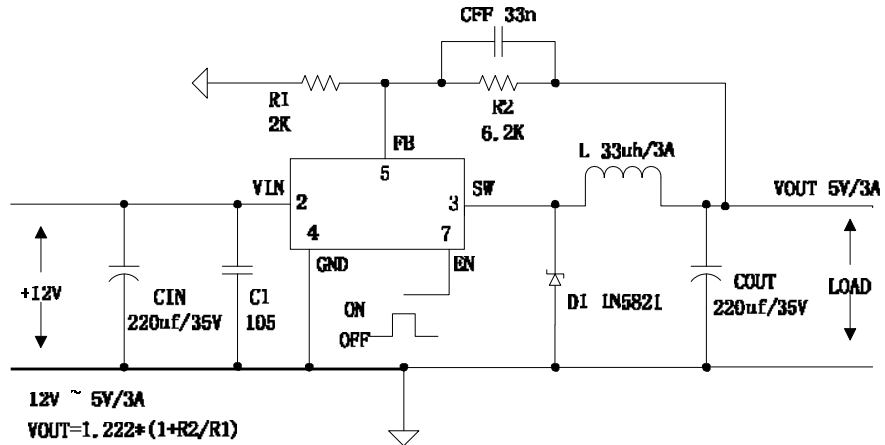 CFF 33n
R1
2K
R2
6.2K
FB
5
L 33uh/3A
VIN
2
3
SW
VOUT 5V/3A
4
7
GND
EN
+12V
CIN
220uf/35V
C1
105
ON
OFF
D1 1N5821
COUT
220uf/35V
LOAD
12V ~ 5V/3A
VOUT=1.222*(1+R2/R1)